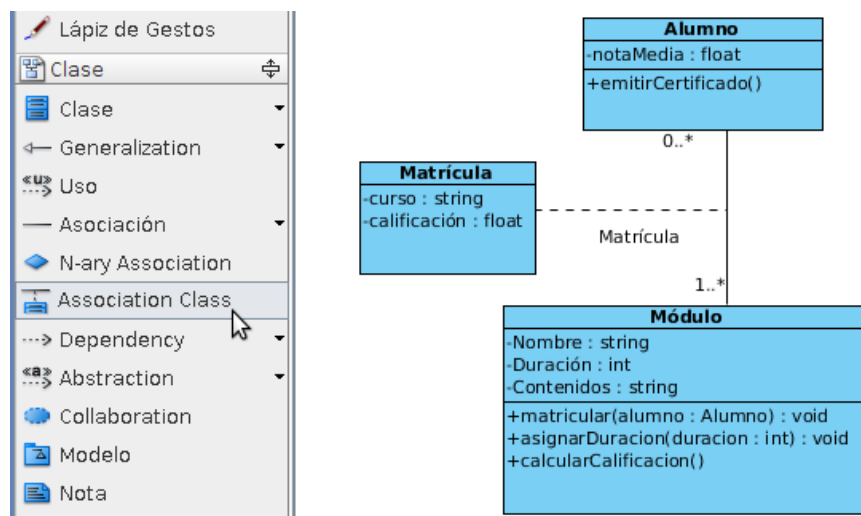 Lápiz de Gestos
Clase
Clase
Generalization
«u» Uso
Asociación
N-ary Association
Association Class
Dependency
«a» Abstraction
Collaboration
Modelo
Nota
Alumno
-notaMedia : float
+emitirCertificado()
0..*
Matrícula
-curso : string
-calificación : float
Matrícula
1..*
Módulo
-Nombre : string
-Duración : int
-Contenidos : string
+matricular(alumno : Alumno) : void
+asignarDuracion(duracion : int) : void
+calcularCalificacion()